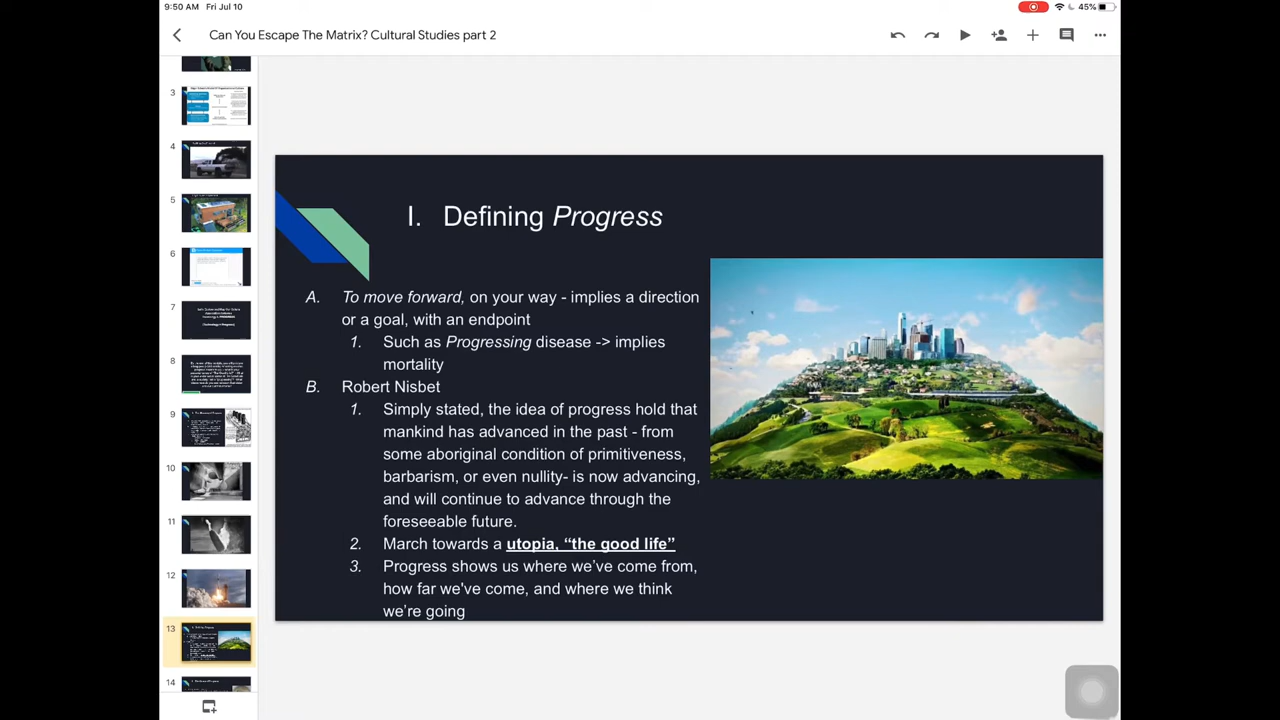 9:50 AM Fri Jul 10
45%
Can You Escape The Matrix? Cultural Studies part 2
3
4
5
6
7
8
9
10
11
12
13
14
I. Defining Progress
A. To move forward, on your way - implies a direction
or a goal, with an endpoint
1. Such as Progressing disease -> implies
mortality
B. Robert Nisbet
1. Simply stated, the idea of progress hold that
mankind has advanced in the past - from
some aboriginal condition of primitiveness,
barbarism, or even nullity- is now advancing,
and will continue to advance through the
foreseeable future.
2. March towards a utopia, “the good life”
3. Progress shows us where we’ve come from,
how far we’ve come, and where we think
we’re going